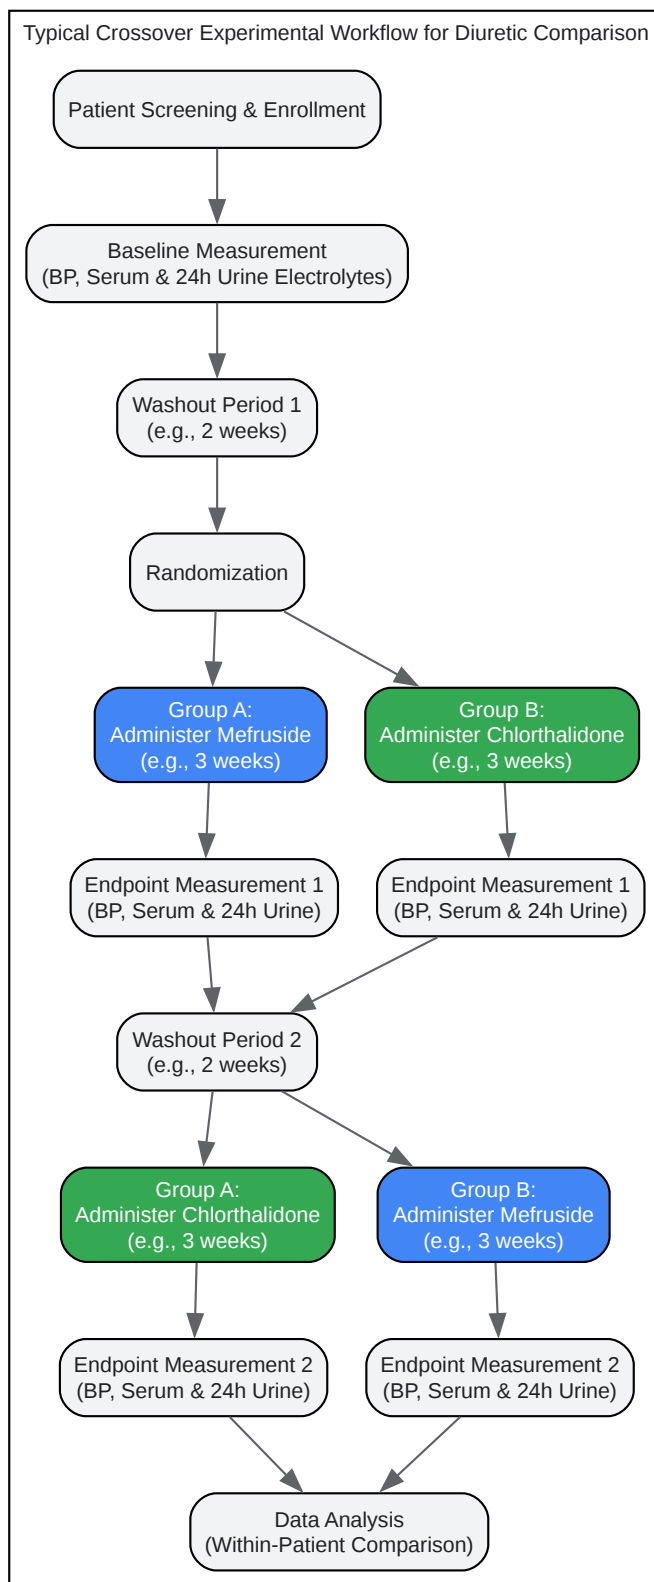 Typical Crossover Experimental Workflow for Diuretic Comparison
Patient Screening & Enrollment
Baseline Measurement
(BP, Serum & 24h Urine Electrolytes)
Washout Period 1
(e.g., 2 weeks)
Randomization
Group A:
Administer Mefruside
(e.g., 3 weeks)
Group B:
Administer Chlorthalidone
(e.g., 3 weeks)
Endpoint Measurement 1
(BP, Serum & 24h Urine)
Endpoint Measurement 1
(BP, Serum & 24h Urine)
Washout Period 2
(e.g., 2 weeks)
Group A:
Administer Chlorthalidone
(e.g., 3 weeks)
Group B:
Administer Mefruside
(e.g., 3 weeks)
Endpoint Measurement 2
(BP, Serum & 24h Urine)
Endpoint Measurement 2
(BP, Serum & 24h Urine)
Data Analysis
(Within-Patient Comparison)